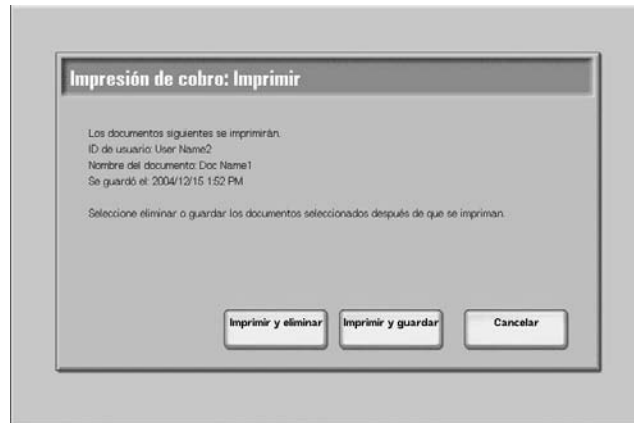 Impresión de cobro: Imprimir
Los documentos siguientes se imprimirán.
ID de usuario: User Name2
Nombre del documento: Doc Name1
Se guardó el: 2004/12/15 1:52 PM
Seleccione eliminar o guardar los documentos seleccionados después de que se impriman.
Imprimir y eliminar
Imprimir y guardar
Cancelar